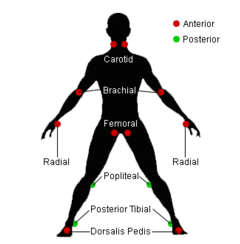 Anterior
Posterior
Carotid
Brachial
Femoral
Radial
Radial
Popliteal
Posterior Tibial
Dorsalis Pedis